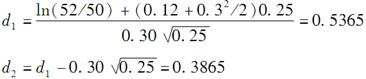 d₁ = \frac{ln(52/50) + (0.12 + 0.3²/2)0.25}{0.30 √0.25} = 0.5365
d₂ = d₁ - 0.30 √0.25 = 0.3865